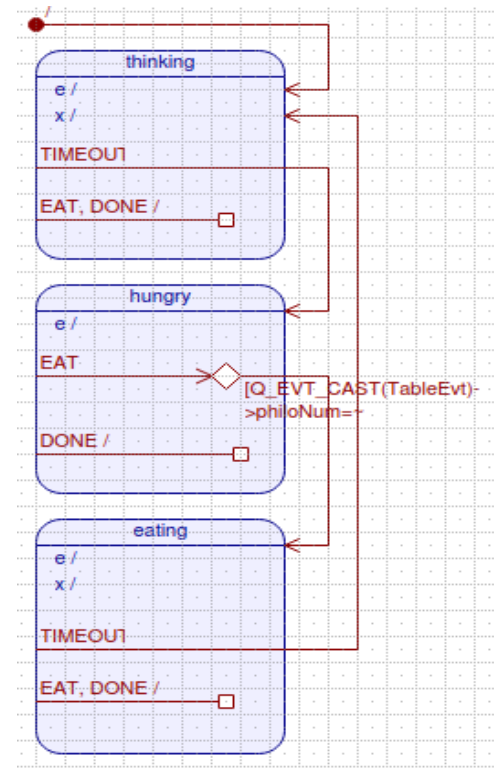 /
thinking
e /
x /
TIMEOUT
EAT, DONE /
hungry
e /
EAT
[Q_EVT_CAST(TableEvt)-
>philoNum=~
DONE /
eating
e /
x /
TIMEOUT
EAT, DONE /